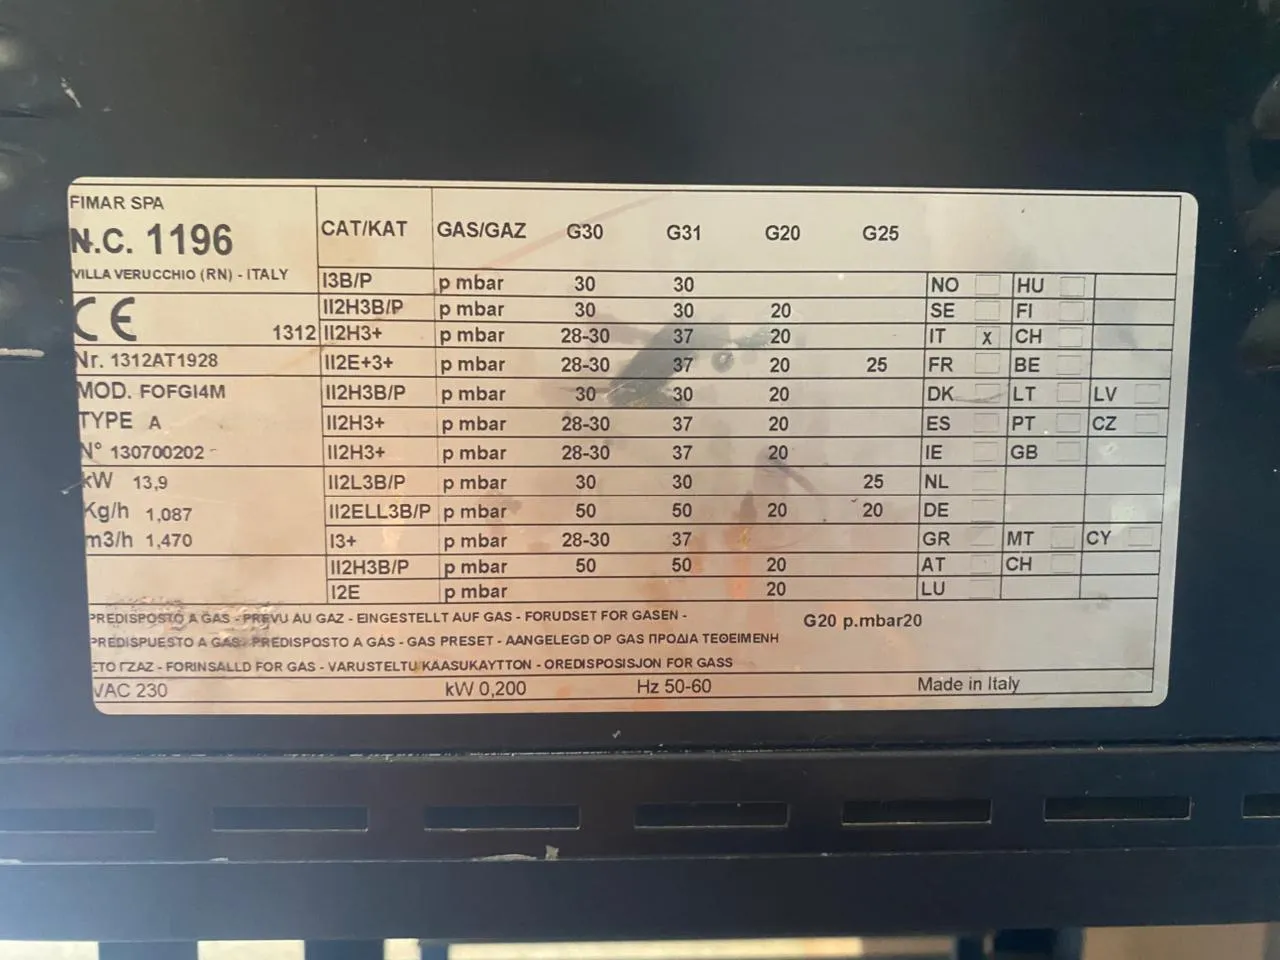 FIMAR SPA
N.C. 1196
VILLA VERUCCHIO (RN) - ITALY
CE
1312
Nr. 1312AT1928
MOD. FOFGI4M
TYPE A
N° 130700202
kW 13,9
Kg/h 1,087
m3/h 1,470
CAT/KAT GAS/GAZ G30 G31 G20 G25
I3B/P p mbar 30 30 NO HU
II2H3B/P p mbar 30 30 20 SE FI
II2H3+ p mbar 28-30 37 20 IT x CH
II2E+3+ p mbar 28-30 37 20 25 FR BE
II2H3B/P p mbar 30 30 20 DK LT LV
II2H3+ p mbar 28-30 37 20 ES PT CZ
II2H3+ p mbar 28-30 37 20 IE GB
II2L3B/P p mbar 30 30 25 NL
II2ELL3B/P p mbar 50 50 20 20 DE
I3+ p mbar 28-30 37 GR MT CY
II2H3B/P p mbar 50 50 20 AT CH
I2E p mbar 20 LU
PREDISPOSTO A GAS - PREVU AU GAZ - EINGESTELLT AUF GAS - FORUDSET FOR GASEN - G20 p.mbar20
PREDISPUESTO A GAS - PREDISPOSTO A GAS - GAS PRESET - AANGELEGD OP GAS ΠΡΟΔΙΑ ΤΕΘΕΙΜΕΝΗ
ΣΤΟ ΓΖΑΖ - FORINSALLD FOR GAS - VARUSTELTU KAASUKAYTTON - OREDISPOSISJON FOR GASS
VAC 230 kW 0,200 Hz 50-60 Made in Italy